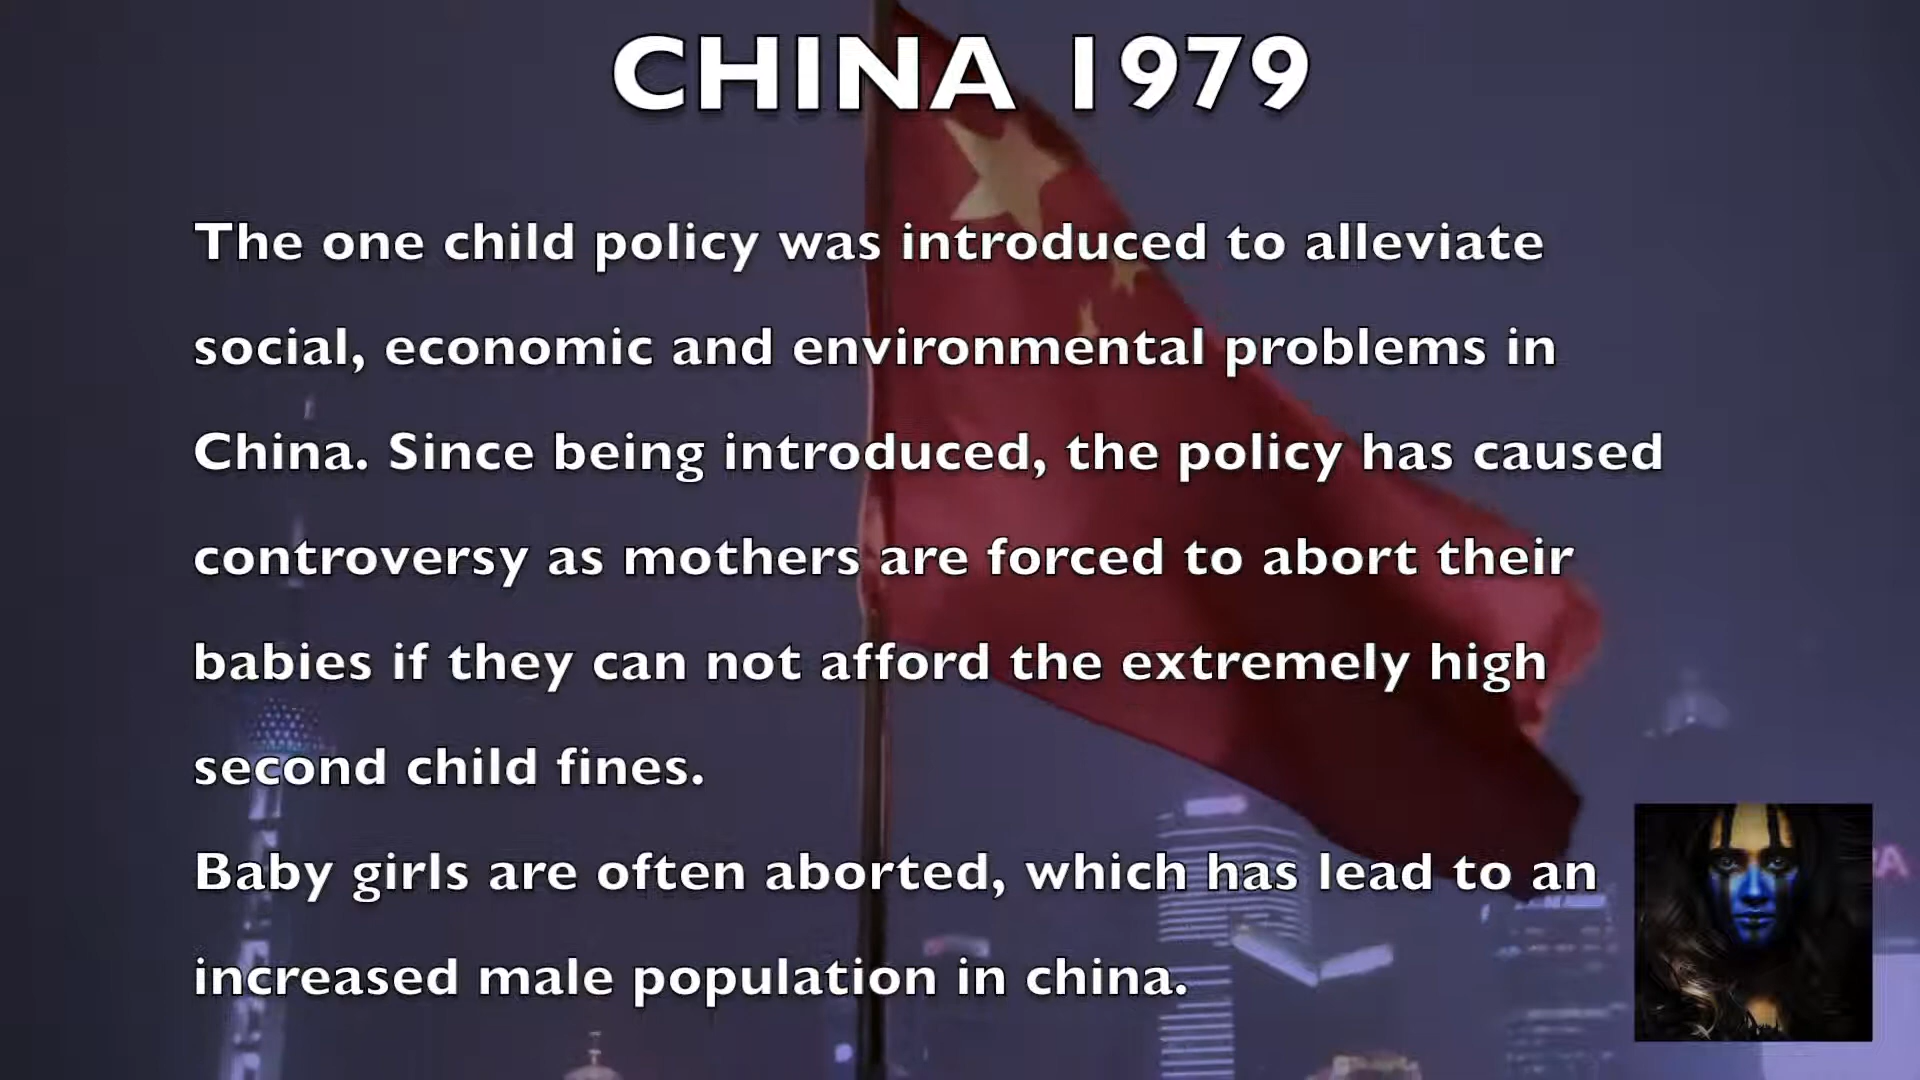 CHINA 1979
The one child policy was introduced to alleviate
social, economic and environmental problems in
China. Since being introduced, the policy has caused
controversy as mothers are forced to abort their
babies if they can not afford the extremely high
second child fines.
Baby girls are often aborted, which has lead to an
increased male population in china.